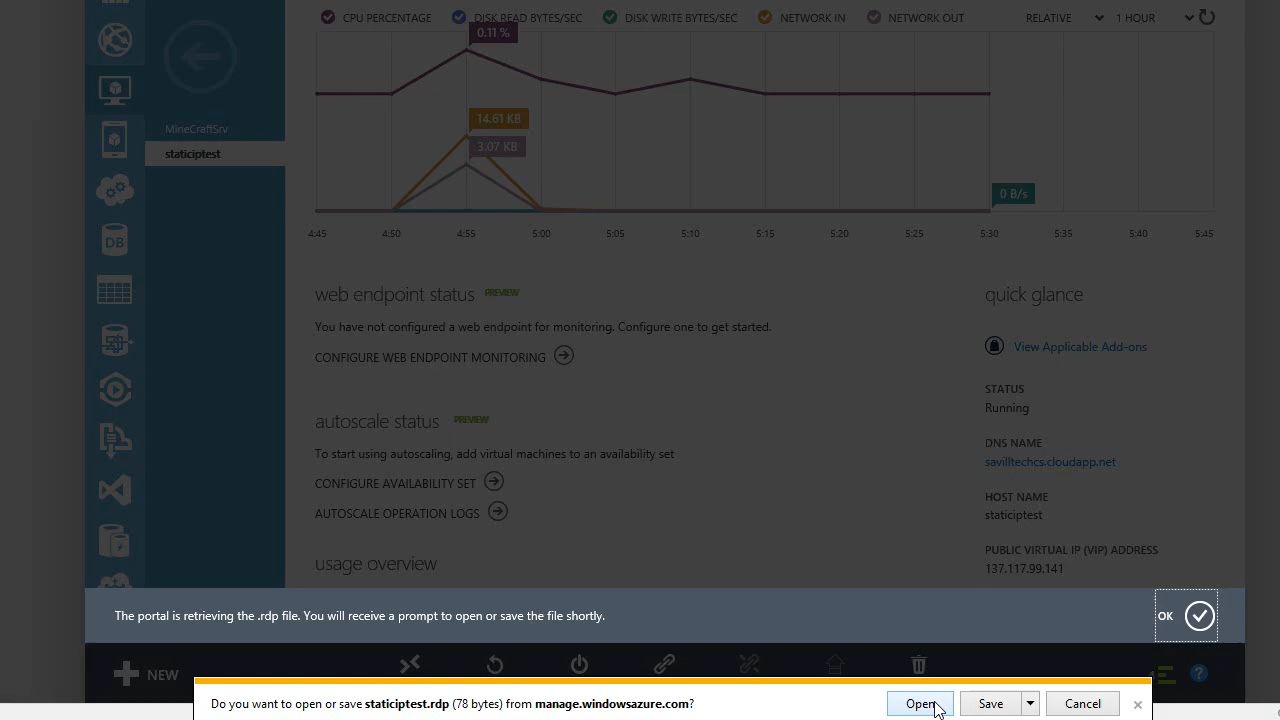 CPU PERCENTAGE DISK READ BYTES/SEC DISK WRITE BYTES/SEC NETWORK IN NETWORK OUT RELATIVE 1 HOUR
0.11 %
14.61 KB
MineCraftSrv
3.07 KB
staticiptest
0 B/s
DB
4:45 4:50 4:55 5:00 5:05 5:10 5:15 5:20 5:25 5:30 5:35 5:40 5:45
web endpoint status PREVIEW
quick glance
You have not configured a web endpoint for monitoring. Configure one to get started.
View Applicable Add-ons
CONFIGURE WEB ENDPOINT MONITORING
STATUS
Running
autoscale status PREVIEW
DNS NAME
To start using autoscaling, add virtual machines to an availability set
savilltechcs.cloudapp.net
CONFIGURE AVAILABILITY SET
HOST NAME
AUTOSCALE OPERATION LOGS
staticiptest
PUBLIC VIRTUAL IP (VIP) ADDRESS
usage overview
137.117.99.141
The portal is retrieving the .rdp file. You will receive a prompt to open or save the file shortly.
OK
NEW
?
Do you want to open or save staticiptest.rdp (78 bytes) from manage.windowsazure.com?
Open Save Cancel ×